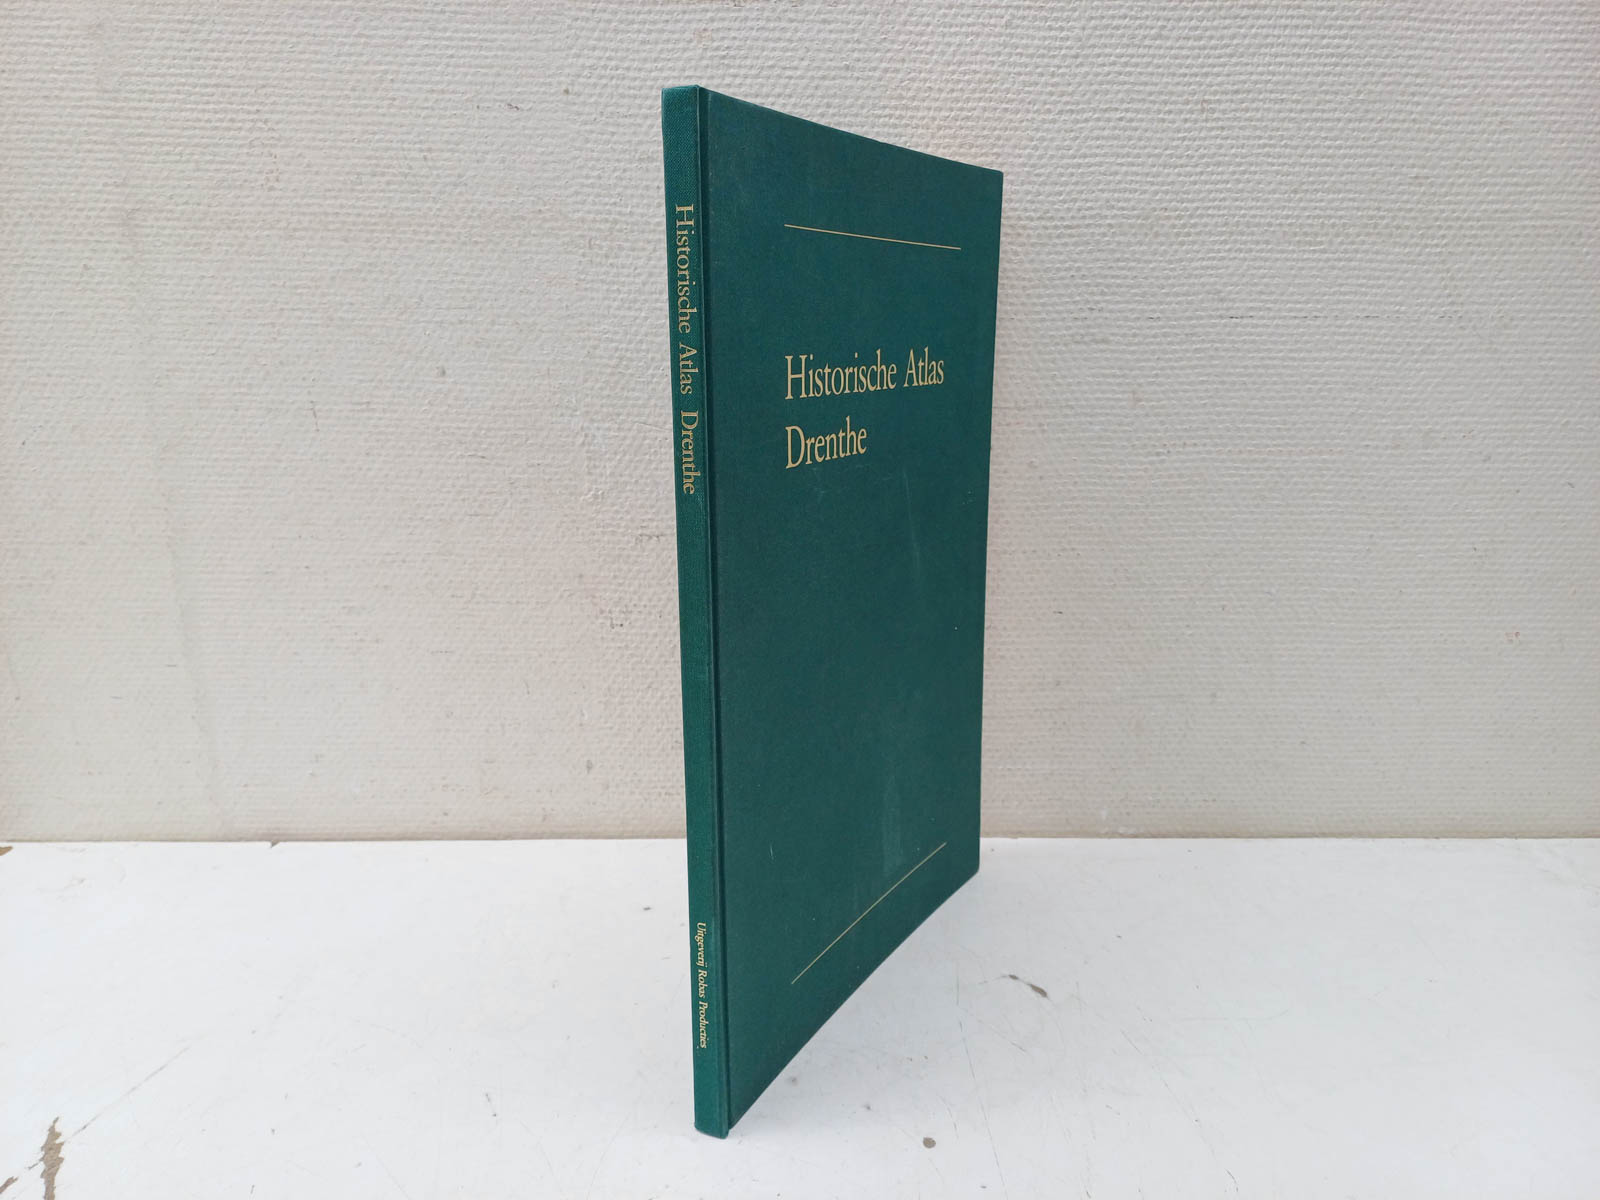 Historische Atlas Drenthe
Uitgeverij Robas Producties
Historische Atlas
Drenthe